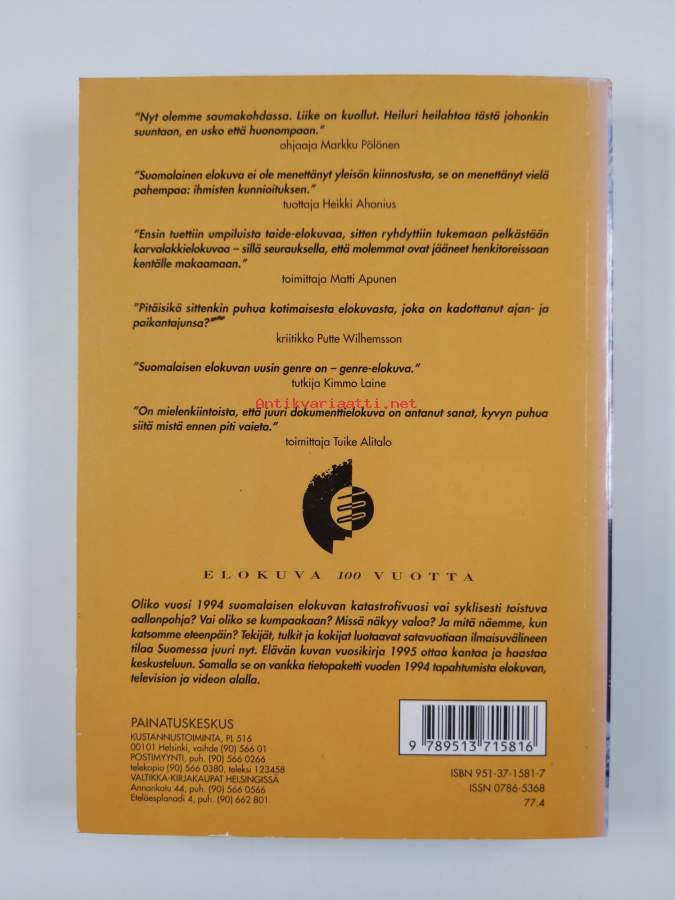 "Nyt olemme saumakohdassa. Liike on kuollut. Heiluri heilahtaa tästä johonkin
suuntaan, en usko että huonompaan."
ohjaaja Markku Pölönen
"Suomalainen elokuva ei ole menettänyt yleisön kiinnostusta, se on menettänyt vielä
pahempaa: ihmisten kunnioituksen."
tuottaja Heikki Ahonius
"Ensin tuettiin umpiluista taide-elokuvaa, sitten ryhdyttiin tukemaan pelkästään
karvalakkielokuvaa – sillä seurauksella, että molemmat ovat jääneet henkitoreissaan
kentälle makaamaan."
toimittaja Matti Apunen
"Pitäisikö sittenkin puhua kotimaisesta elokuvasta, joka on kadottanut ajan- ja
paikantajunsa?"
kriitikko Putte Wilhemsson
"Suomalaisen elokuvan uusin genre on – genre-elokuva."
tutkija Kimmo Laine
Antikvariaatti.net
"On mielenkiintoista, että juuri dokumenttielokuva on antanut sanat, kyvyn puhua
siitä mistä ennen piti vaieta."
toimittaja Tuike Alitalo
ELOKUVA 100 VUOTTA
Oliko vuosi 1994 suomalaisen elokuvan katastrofivuosi vai syklisesti toistuva
aallonpohja? Vai oliko se kumpaakaan? Missä näkyy valoa? Ja mitä näemme, kun
katsomme eteenpäin? Tekijät, tulkit ja kokijat luotaavat satavuotiaan ilmaisuvälineen
tilaa Suomessa juuri nyt. Elävän kuvan vuosikirja 1995 ottaa kantaa ja haastaa
keskusteluun. Samalla se on vankka tietopaketti vuoden 1994 tapahtumista elokuvan,
television ja videon alalla.
PAINATUSKESKUS
KUSTANNUSTOIMINTA, PL 516
00101 Helsinki, vaihde (90) 566 01
POSTIMYYNTI, puh. (90) 566 0266
telekopio (90) 566 0380, teleksi 123458
VALTIKKA-KIRJAKAUPAT HELSINGISSÄ
Annankatu 44, puh. (90) 566 0566
Eteläesplanadi 4, puh. (90) 662 801
9 789513 715816
ISBN 951-37-1581-7
ISSN 0786-5368
77.4